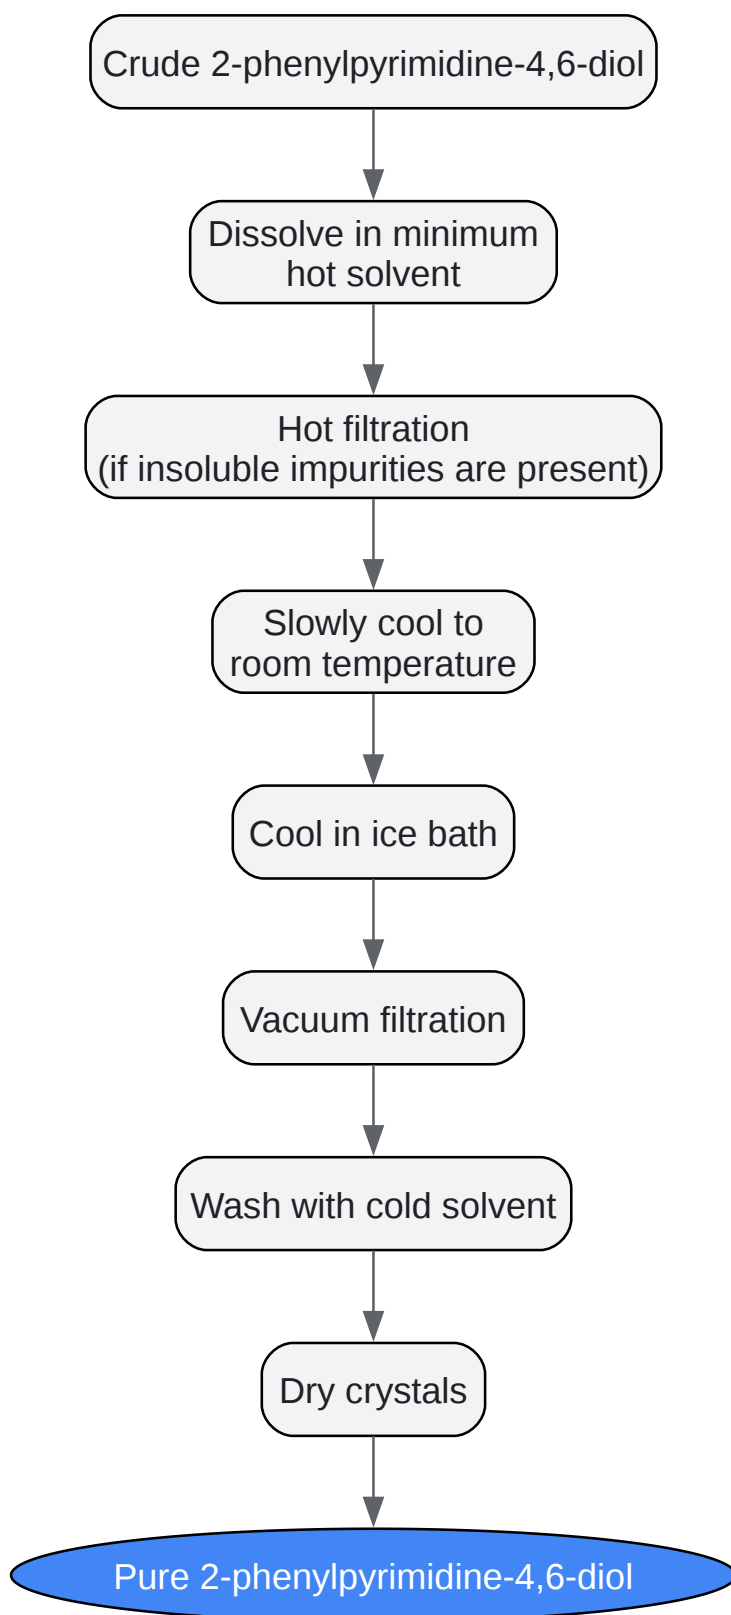 Crude 2-phenylpyrimidine-4,6-diol
Dissolve in minimum
hot solvent
Hot filtration
(if insoluble impurities are present)
Slowly cool to
room temperature
Cool in ice bath
Vacuum filtration
Wash with cold solvent
Dry crystals
Pure 2-phenylpyrimidine-4,6-diol